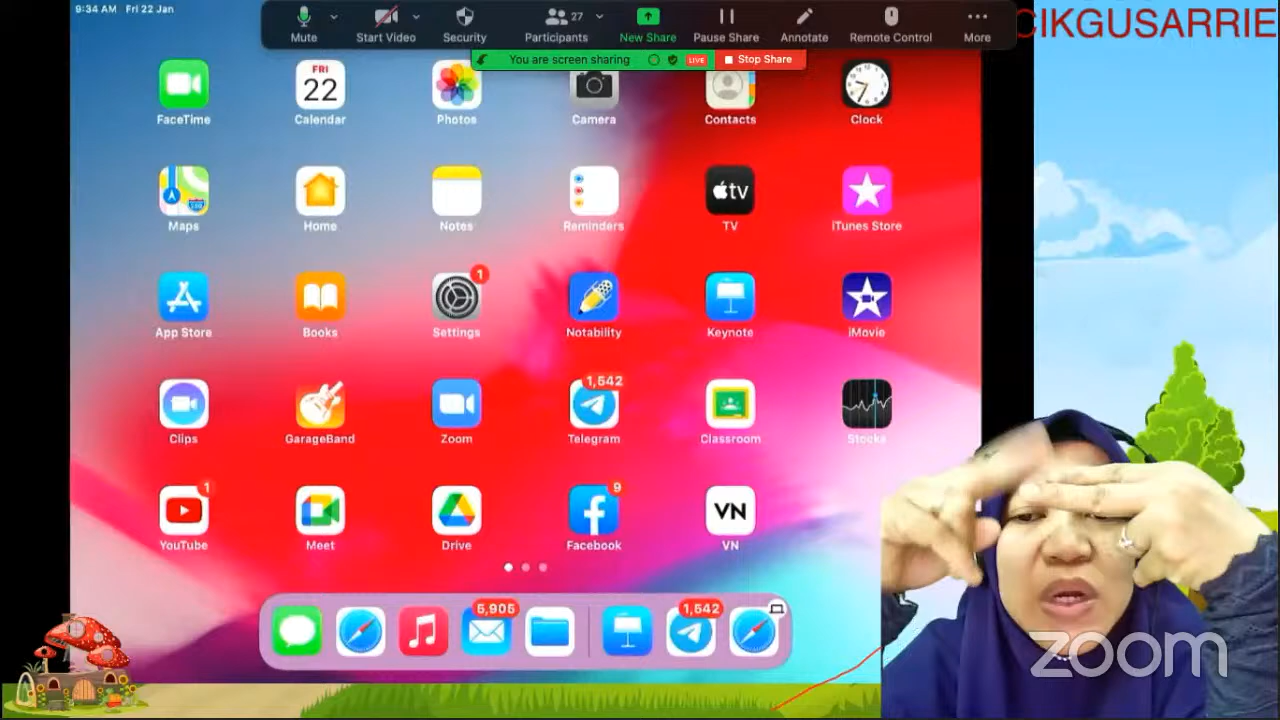 9:34 AM Fri 22 Jan
Mute
Start Video
Security
27
Participants
New Share
Pause Share
Annotate
Remote Control
More
You are screen sharing
LIVE
Stop Share
CIKGUSARRIE
FRI
22
FaceTime
Calendar
Photos
Camera
Contacts
Clock
tv
Maps
Home
Notes
Reminders
TV
iTunes Store
1
App Store
Books
Settings
Notability
Keynote
iMovie
1,542
Clips
GarageBand
Zoom
Telegram
Classroom
Stocks
1
9
VN
YouTube
Meet
Drive
Facebook
VN
5,905
1,542
zoom